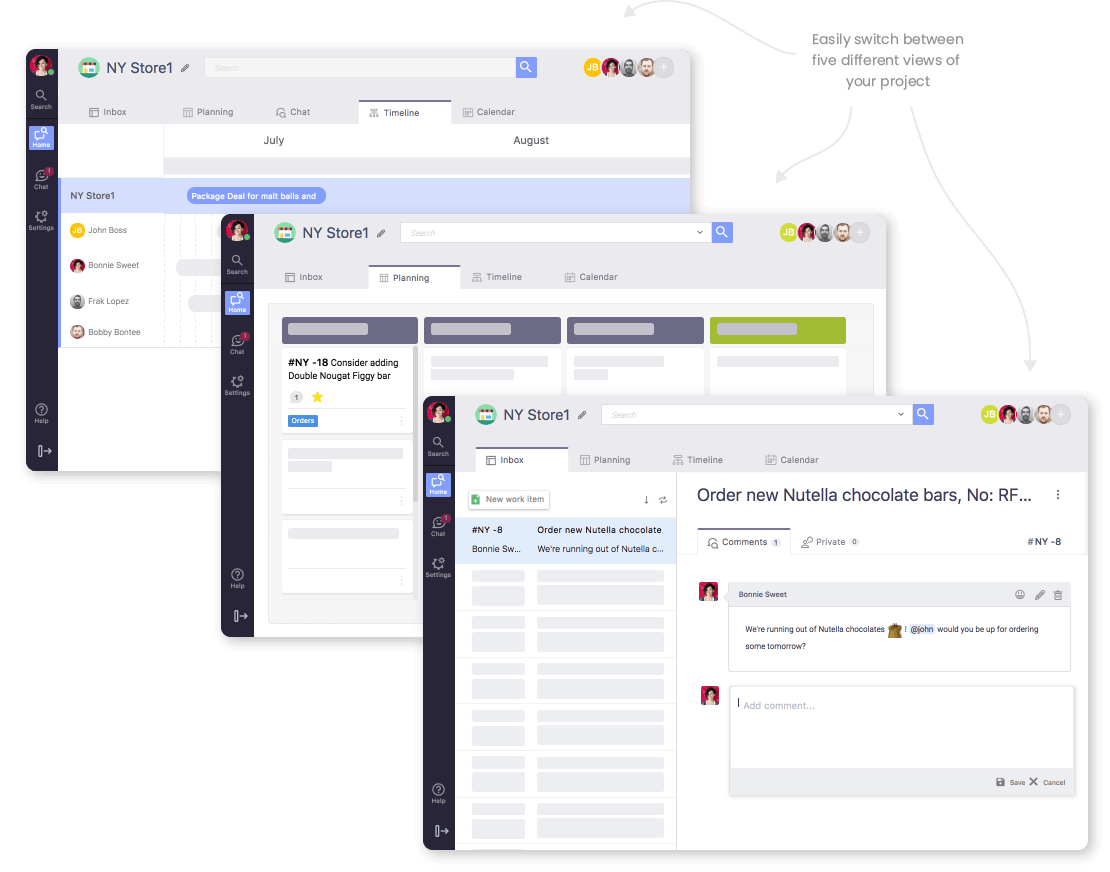 Easily switch between
five different views of
your project
NY Store1
Search
JB
+
Search
Home
1
Chat
Settings
Help
Inbox
Planning
Chat
Timeline
Calendar
July
August
NY Store1
Package Deal for malt balls and
JB John Boss
Bonnie Sweet
Frak Lopez
Bobby Bontee
NY Store1
Search
JB
+
Search
Home
1
Chat
Settings
Help
Inbox
Planning
Timeline
Calendar
#NY -18 Consider adding
Double Nougat Figgy bar
1
Orders
NY Store1
Search
JB
+
Search
Home
1
Chat
Settings
Help
Inbox
Planning
Timeline
Calendar
New work item
#NY -8 Order new Nutella chocolate
Bonnie Sw... We're running out of Nutella c...
Order new Nutella chocolate bars, No: RF...
Comments 1
Private 0
#NY -8
Bonnie Sweet
We're running out of Nutella chocolates ! @john would you be up for ordering
some tomorrow?
Add comment...
Save
Cancel